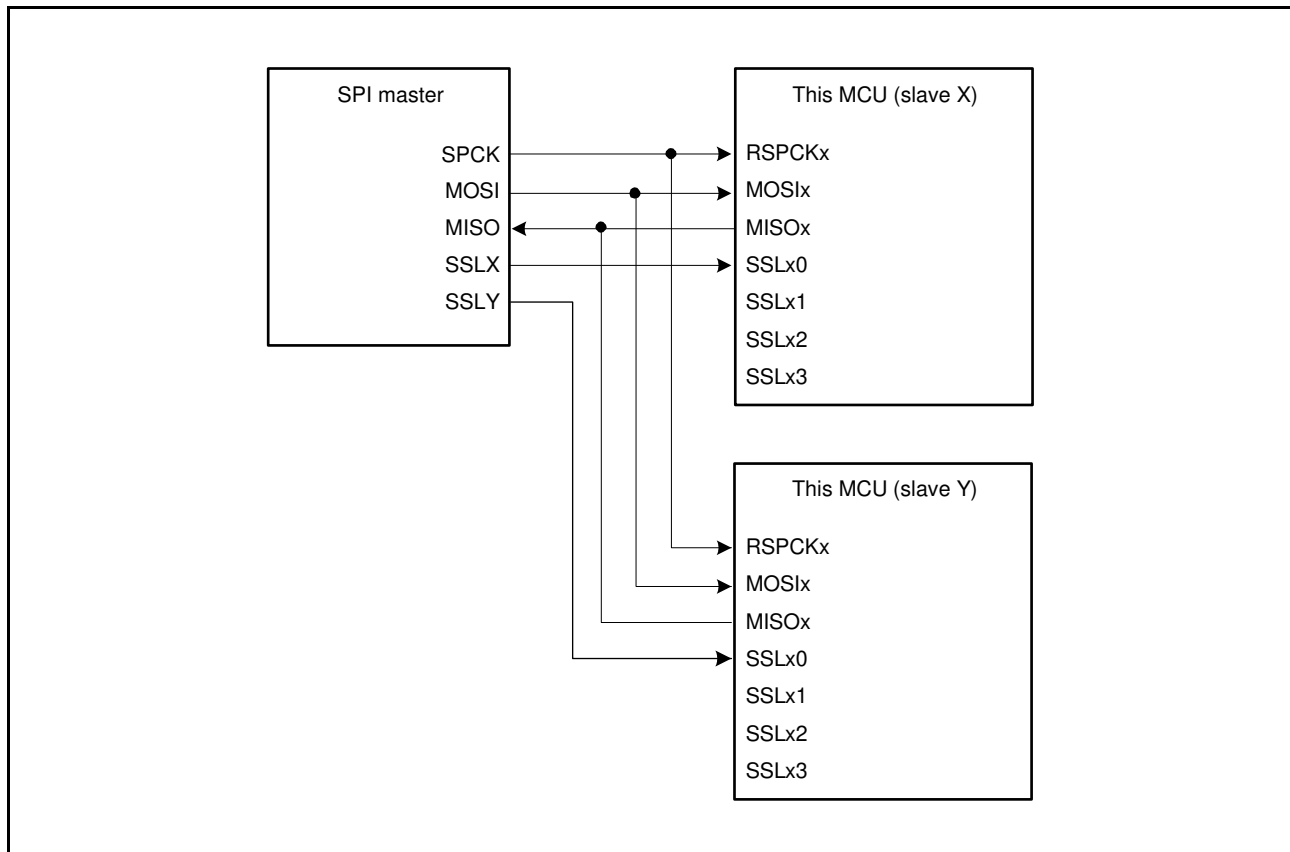 SPI master
SPCK
MOSI
MISO
SSLX
SSLY
This MCU (slave X)
RSPCKx
MOSIx
MISOx
SSLx0
SSLx1
SSLx2
SSLx3
This MCU (slave Y)
RSPCKx
MOSIx
MISOx
SSLx0
SSLx1
SSLx2
SSLx3